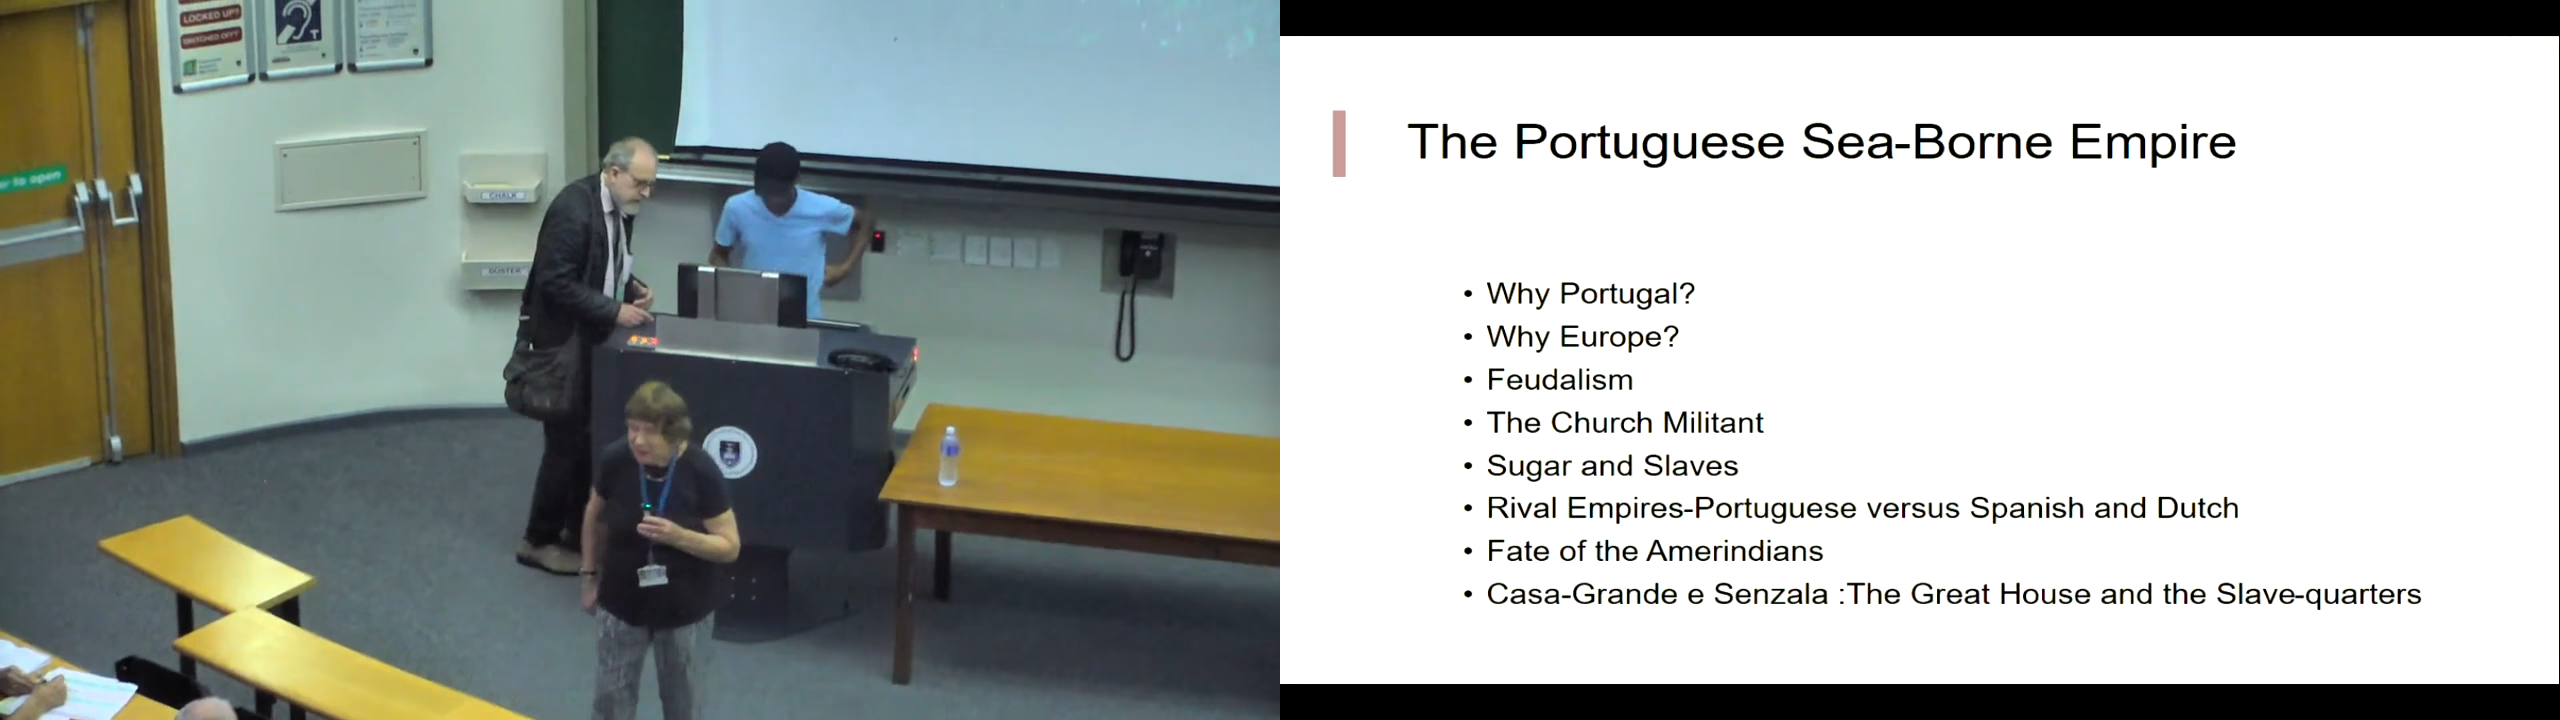 LOCKED UP?
SWITCHED OFF?
T
to open
CHALK
DUSTER
The Portuguese Sea-Borne Empire
• Why Portugal?
• Why Europe?
• Feudalism
• The Church Militant
• Sugar and Slaves
• Rival Empires-Portuguese versus Spanish and Dutch
• Fate of the Amerindians
• Casa-Grande e Senzala :The Great House and the Slave-quarters